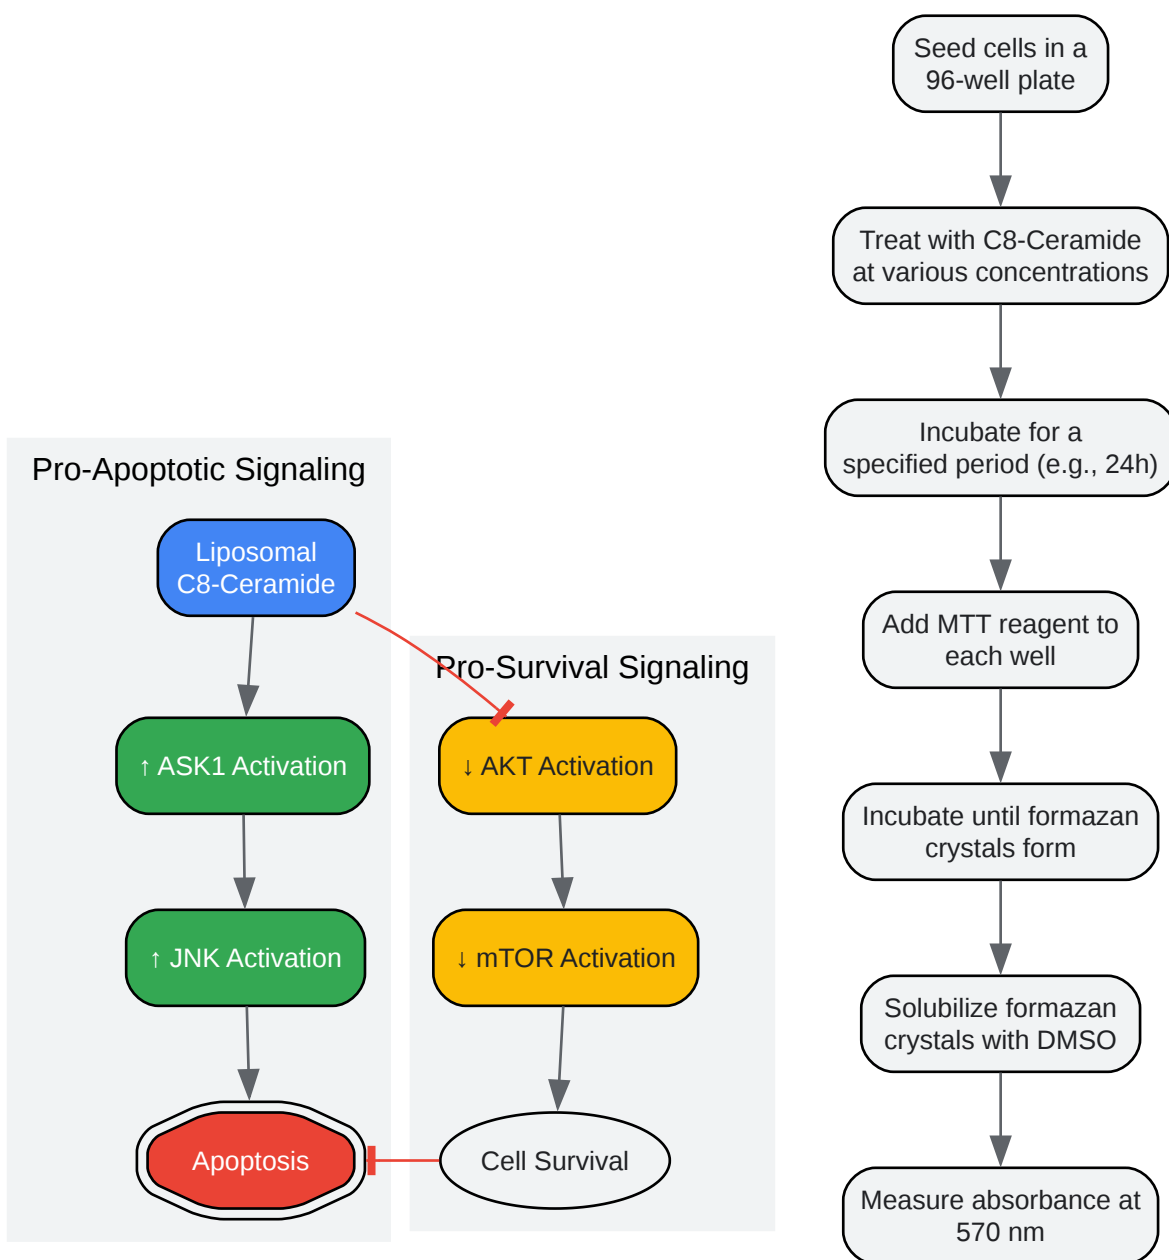 Seed cells in a
96-well plate
Treat with C8-Ceramide
at various concentrations
Incubate for a
specified period (e.g., 24h)
Add MTT reagent to
each well
Incubate until formazan
crystals form
Solubilize formazan
crystals with DMSO
Measure absorbance at
570 nm
Pro-Apoptotic Signaling
Liposomal
C8-Ceramide
↑ ASK1 Activation
↑ JNK Activation
Apoptosis
Pro-Survival Signaling
↓ AKT Activation
↓ mTOR Activation
Cell Survival